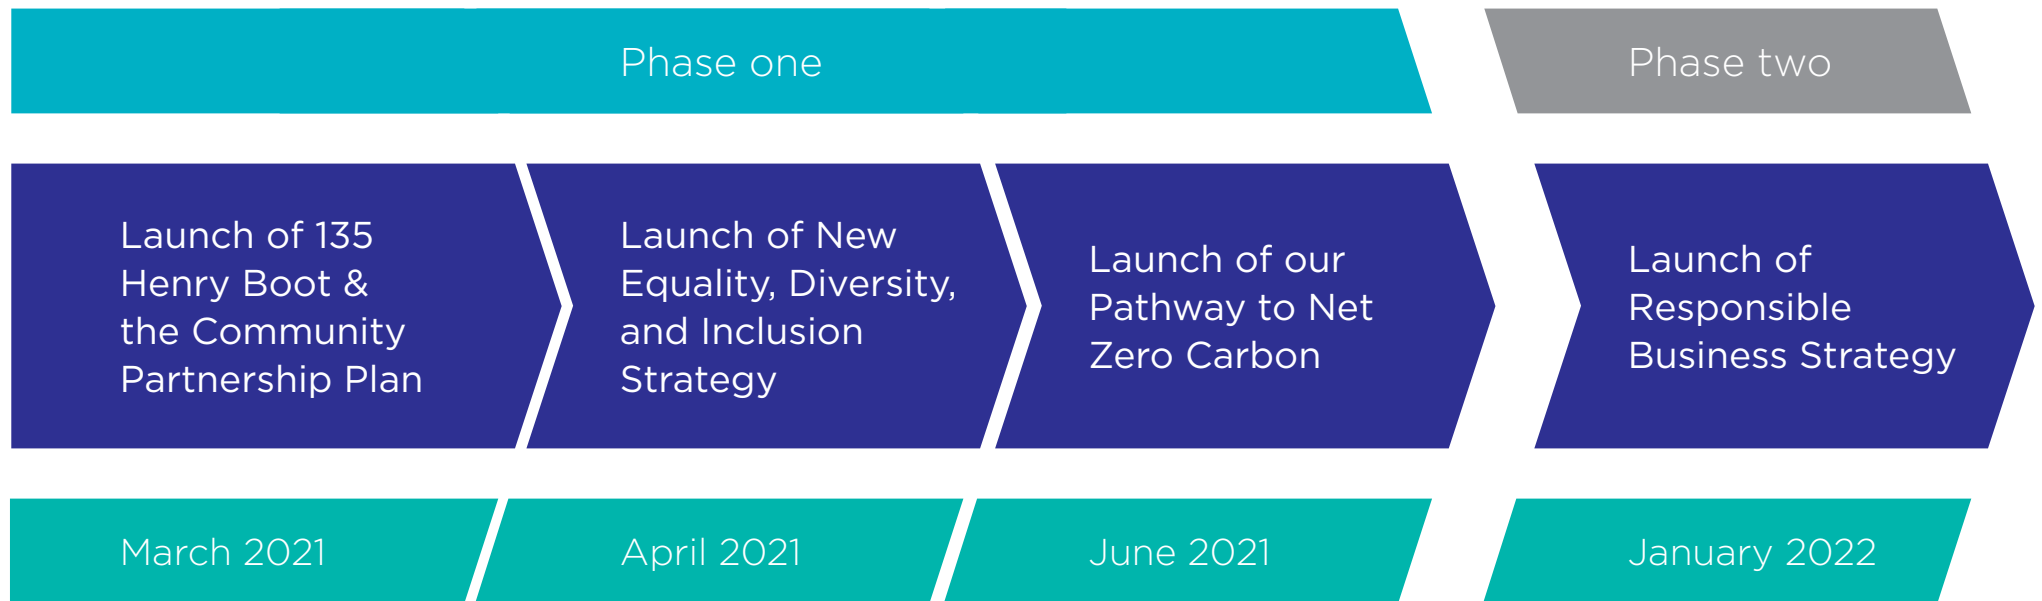 Phase one
Phase two
Launch of 135
Henry Boot &
the Community
Partnership Plan
Launch of New
Equality, Diversity,
and Inclusion
Strategy
Launch of our
Pathway to Net
Zero Carbon
Launch of
Responsible
Business Strategy
March 2021
April 2021
June 2021
January 2022